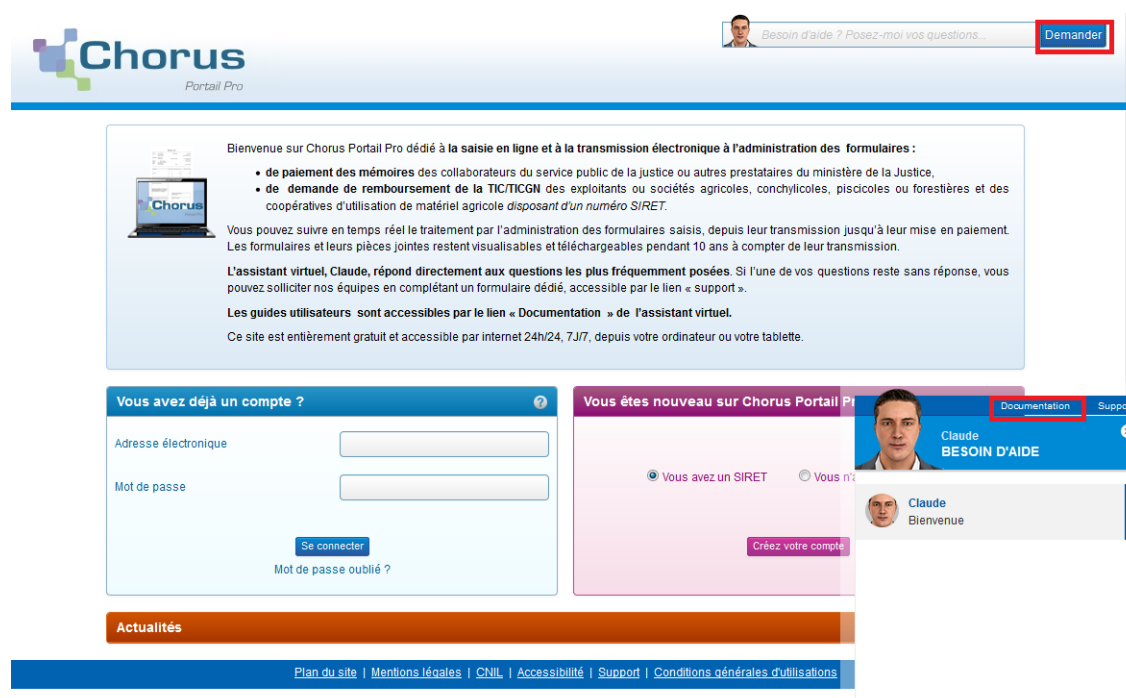 Chorus
Portail Pro
Besoin d'aide ? Posez-moi vos questions...
Demander
Chorus
Bienvenue sur Chorus Portail Pro dédié à la saisie en ligne et à la transmission électronique à l'administration des formulaires :
• de paiement des mémoires des collaborateurs du service public de la justice ou autres prestataires du ministère de la Justice,
• de demande de remboursement de la TIC/TICGN des exploitants ou sociétés agricoles, conchylicoles, piscicoles ou forestières et des
coopératives d'utilisation de matériel agricole disposant d'un numéro SIRET.
Vous pouvez suivre en temps réel le traitement par l'administration des formulaires saisis, depuis leur transmission jusqu'à leur mise en paiement.
Les formulaires et leurs pièces jointes restent visualisables et téléchargeables pendant 10 ans à compter de leur transmission.
L'assistant virtuel, Claude, répond directement aux questions les plus fréquemment posées. Si l'une de vos questions reste sans réponse, vous
pouvez solliciter nos équipes en complétant un formulaire dédié, accessible par le lien « support ».
Les guides utilisateurs sont accessibles par le lien « Documentation » de l'assistant virtuel.
Ce site est entièrement gratuit et accessible par internet 24h/24, 7J/7, depuis votre ordinateur ou votre tablette.
Vous avez déjà un compte ?
Adresse électronique
Mot de passe
Se connecter
Mot de passe oublié ?
Vous êtes nouveau sur Chorus Portail P
Vous avez un SIRET
Vous n'a
Créez votre compte
Documentation
Suppo
Claude
BESOIN D'AIDE
Claude
Bienvenue
Actualités
Plan du site | Mentions légales | CNIL | Accessibilité | Support | Conditions générales d'utilisations